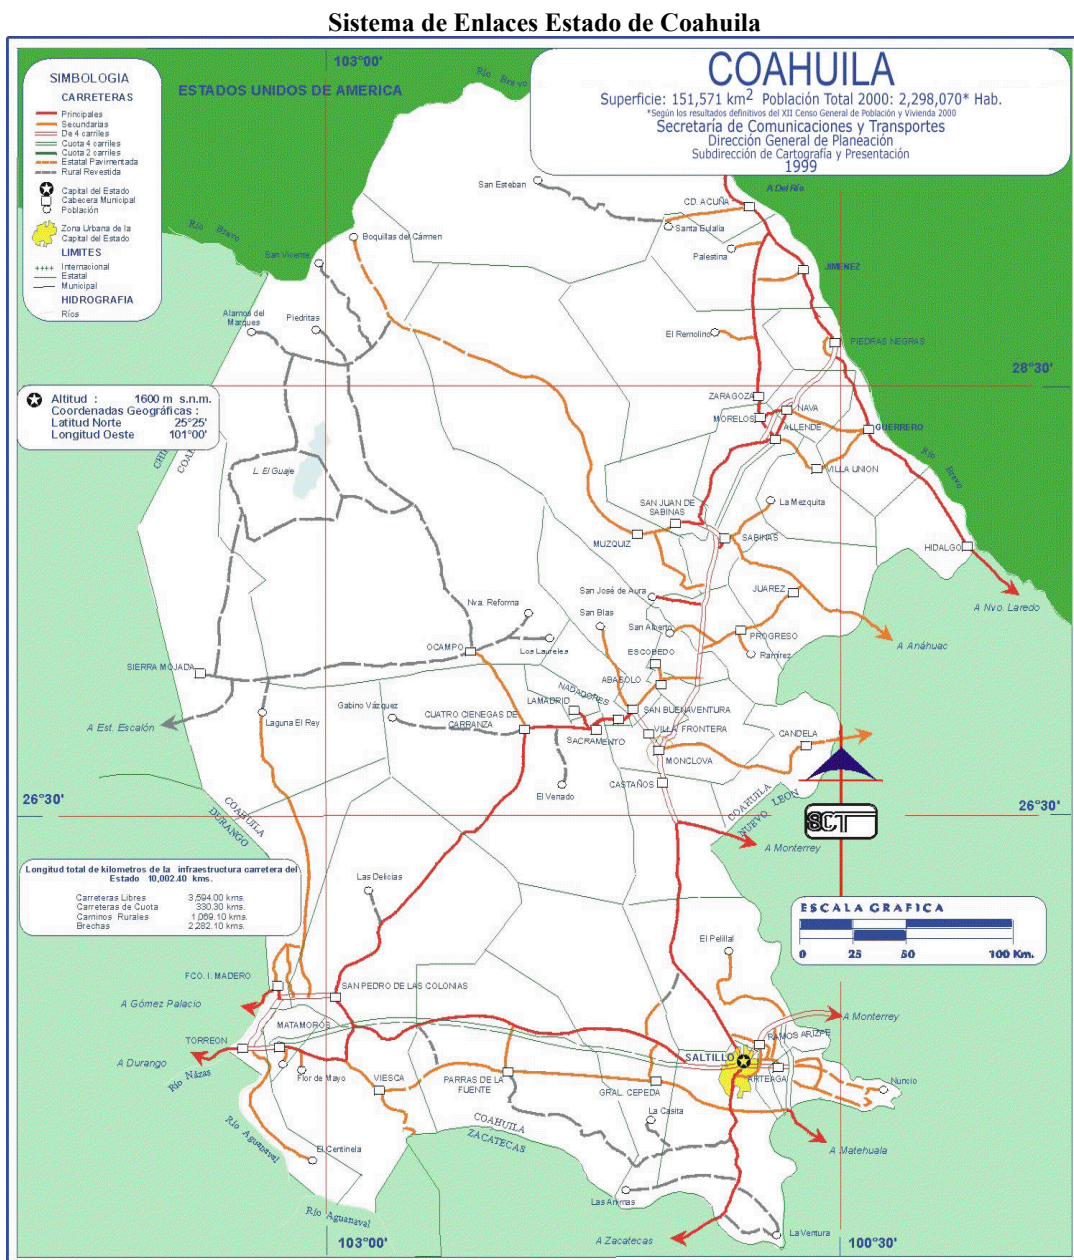 Sistema de Enlaces Estado de Coahuila
103°00'
Río Bravo
COAHUILA
Superficie: 151,571 km2 Población Total 2000: 2,298,070* Hab.
*Según los resultados definitivos del XII Censo General de Población y Vivienda 2000
Secretaría de Comunicaciones y Transportes
Dirección General de Planeación
Subdirección de Cartografía y Presentación
1999
SIMBOLOGIA
CARRETERAS
Principales
Secundarias
De 4 carriles
Cuota 4 carriles
Cuota 2 carriles
Estatal Pavimentada
Rural Revestida
Capital del Estado
Cabecera Municipal
Población
Zona Urbana de la
Capital del Estado
LIMITES
Internacional
Estatal
Municipal
HIDROGRAFIA
Ríos
ESTADOS UNIDOS DE AMERICA
San Esteban
A Del Río
CD. ACUÑA
Santa Eulalia
Río Bravo
Boquillas del Cármen
Palestina
San Vicente
JIMENEZ
Alamos del
Marques
Piedritas
El Remolino
PIEDRAS NEGRAS
28°30'
Altitud : 1600 m s.n.m.
Coordenadas Geográficas :
Latitud Norte 25°25'
Longitud Oeste 101°00'
ZARAGOZA
NAVA
MORELOS
ALLENDE
GUERRERO
Río Bravo
L. El Guaje
VILLA UNION
La Mezquita
SAN JUAN DE
SABINAS
MUZQUIZ
SABINAS
HIDALGO
San José de Aura
JUAREZ
A Nvo. Laredo
Nva. Reforma
San Blas
San Alberto
PROGRESO
A Anáhuac
OCAMPO
Los Laureles
ESCOBEDO
Ramírez
SIERRA MOJADA
ABASOLO
NADADORES
LAMADRID
Gabino Vázquez
SAN BUENAVENTURA
A Est. Escalón
Laguna El Rey
CUATRO CIENEGAS DE
CARRANZA
VILLA FRONTERA
SACRAMENTO
CANDELA
MONCLOVA
CASTAÑOS
El Venado
26°30'
COAHUILA
DURANGO
COAHUILA
NUEVO LEON
26°30'
SCT
A Monterrey
Longitud total de kilometros de la infraestructura carretera del
Estado 10,002.40 kms.
Carreteras Libres 3,594.00 kms.
Carreteras de Cuota 330.30 kms.
Caminos Rurales 1,069.10 kms.
Brechas 2,282.10 kms.
Las Delicias
ESCALA GRAFICA
0 25 50 100 Km.
El Pelillal
FCO. I. MADERO
SAN PEDRO DE LAS COLONIAS
A Gómez Palacio
A Monterrey
MATAMOROS
RAMOS ARIZPE
TORREON
SALTILLO
A Durango
Río Názas
Flor de Mayo
VIESCA
PARRAS DE LA
FUENTE
GRAL. CEPEDA
ARTEAGA
Nuncio
La Casita
COAHUILA
ZACATECAS
Río Aguanaval
El Centinela
A Matehuala
Las Animas
Río Aguanaval
La Ventura
103°00'
A Zacatecas
100°30'